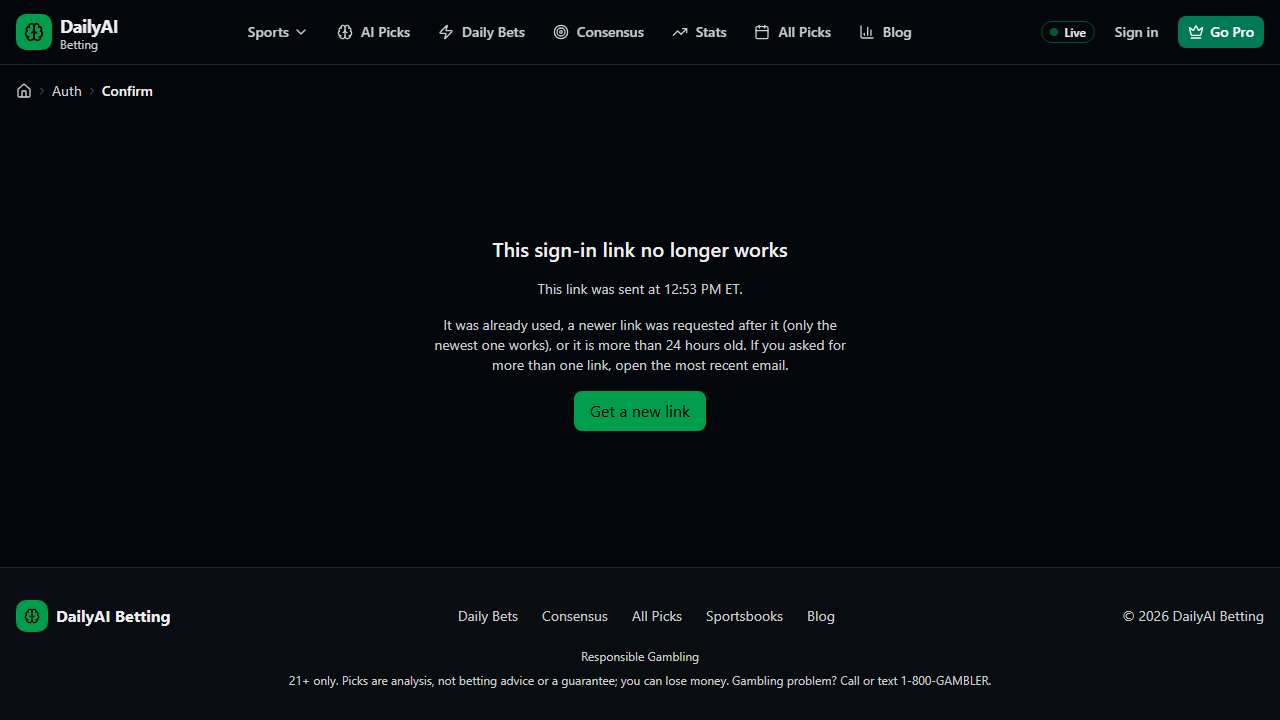 DailyAI
Betting
Sports
AI Picks
Daily Bets
Consensus
Stats
All Picks
Blog
Live
Sign in
Go Pro
Auth
Confirm
This sign-in link no longer works
This link was sent at 12:53 PM ET.
It was already used, a newer link was requested after it (only the
newest one works), or it is more than 24 hours old. If you asked for
more than one link, open the most recent email.
Get a new link
DailyAI Betting
Daily Bets
Consensus
All Picks
Sportsbooks
Blog
© 2026 DailyAI Betting
Responsible Gambling
21+ only. Picks are analysis, not betting advice or a guarantee; you can lose money. Gambling problem? Call or text 1-800-GAMBLER.